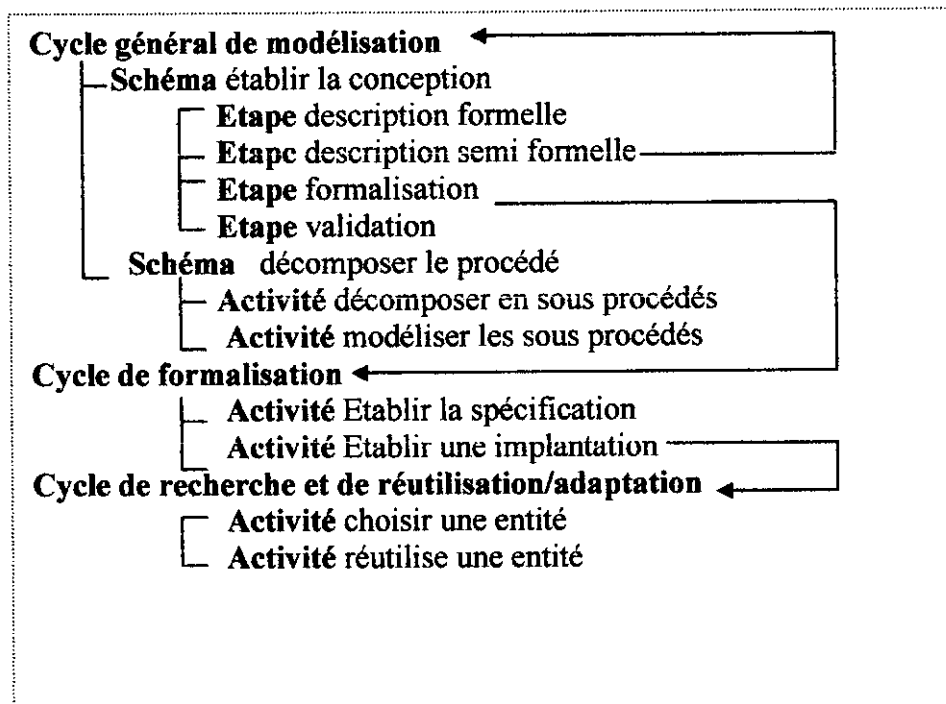 Cycle général de modélisation
Schéma établir la conception
Etape description formelle
Etape description semi formelle
Etape formalisation
Etape validation
Schéma décomposer le procédé
Activité décomposer en sous procédés
Activité modéliser les sous procédés
Cycle de formalisation
Activité Etablir la spécification
Activité Etablir une implantation
Cycle de recherche et de réutilisation/adaptation
Activité choisir une entité
Activité réutilise une entité